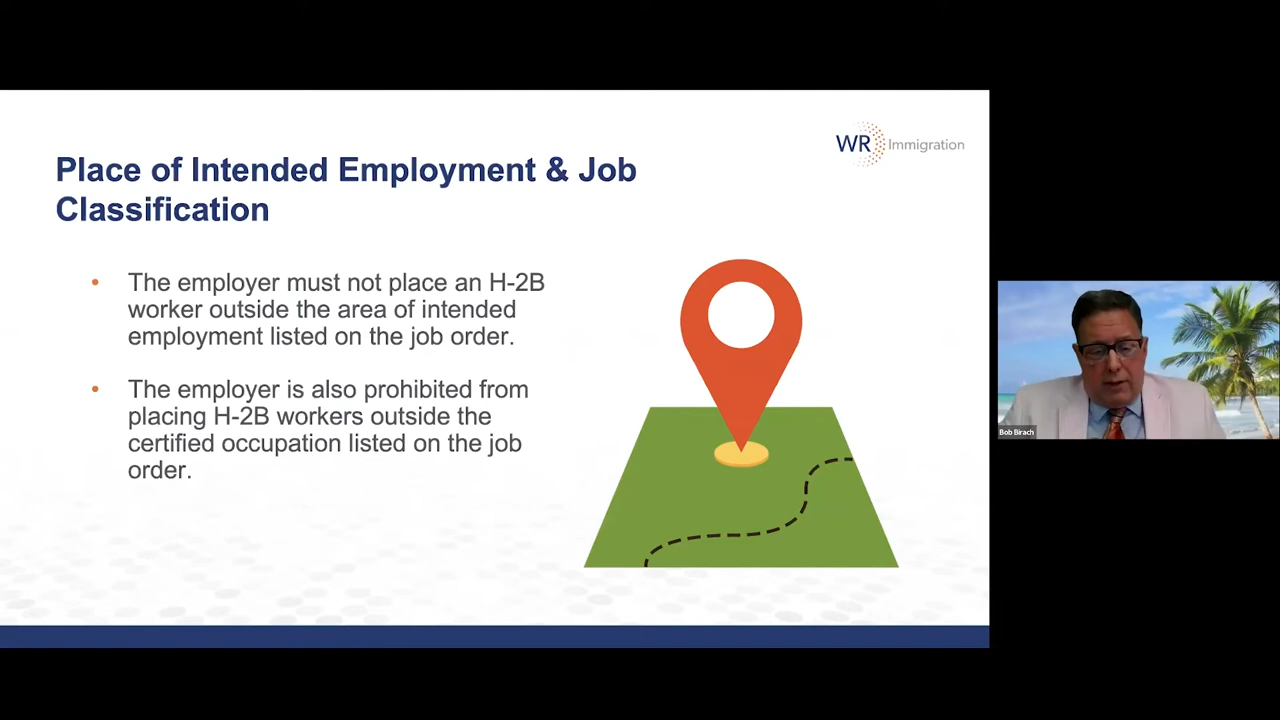 WR Immigration
Place of Intended Employment & Job
Classification
• The employer must not place an H-2B
worker outside the area of intended
employment listed on the job order.
• The employer is also prohibited from
placing H-2B workers outside the
certified occupation listed on the job
order.
Bob Birach